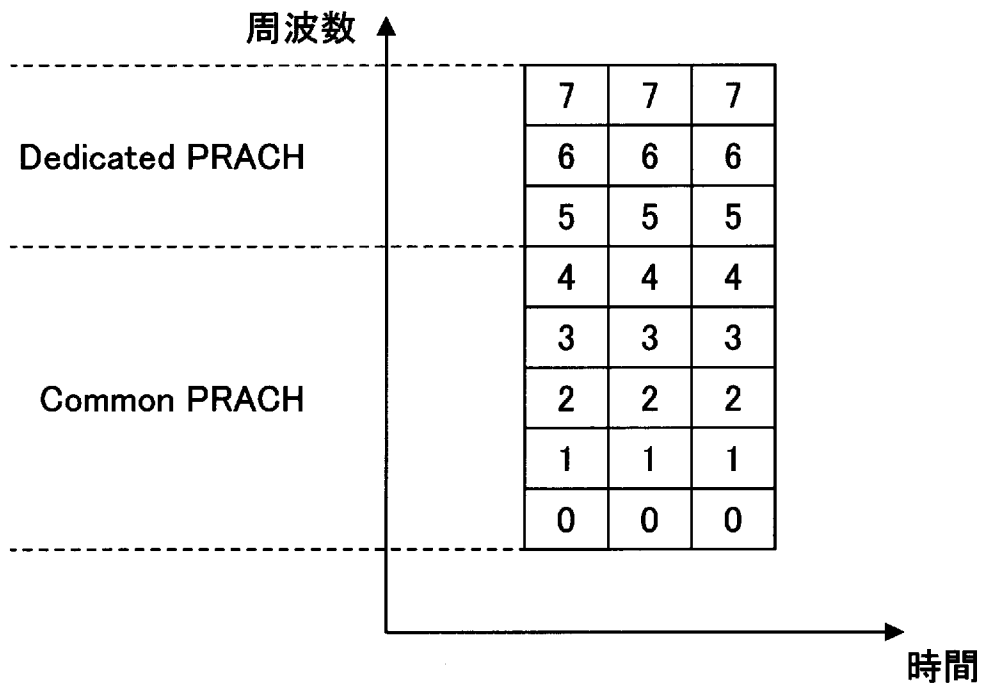 周波数
7 7 7
Dedicated PRACH
6 6 6
5 5 5
4 4 4
3 3 3
Common PRACH
2 2 2
1 1 1
0 0 0
時間